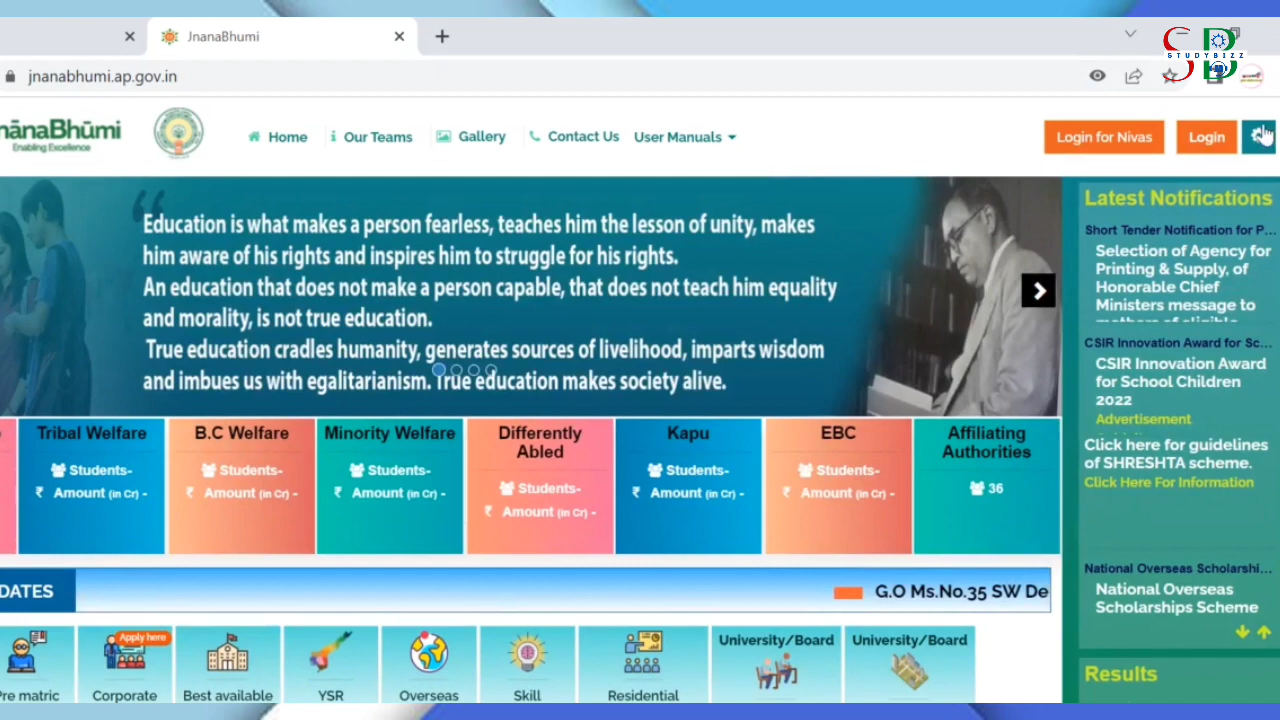 JnanaBhumi
SB
STUDYBIZZ
jnanabhumi.ap.gov.in
nānaBhūmi
Enabling Excellence
Home
Our Teams
Gallery
Contact Us
User Manuals
Login for Nivas
Login
Education is what makes a person fearless, teaches him the lesson of unity, makes
him aware of his rights and inspires him to struggle for his rights.
An education that does not make a person capable, that does not teach him equality
and morality, is not true education.
True education cradles humanity, generates sources of livelihood, imparts wisdom
and imbues us with egalitarianism. True education makes society alive.
Latest Notifications
Short Tender Notification for P...
Selection of Agency for
Printing & Supply, of
Honorable Chief
Ministers message to
mothers of eligible
CSIR Innovation Award for Sc...
CSIR Innovation Award
for School Children
2022
Advertisement
Click here for guidelines
of SHRESHTA scheme.
Click Here For Information
National Overseas Scholarshi...
National Overseas
Scholarships Scheme
Results
Tribal Welfare
Students-
₹ Amount (in Cr) -
B.C Welfare
Students-
₹ Amount (in Cr) -
Minority Welfare
Students-
₹ Amount (in Cr) -
Differently
Abled
Students-
₹ Amount (in Cr) -
Kapu
Students-
₹ Amount (in Cr) -
EBC
Students-
₹ Amount (in Cr) -
Affiliating
Authorities
36
DATES
G.O Ms.No.35 SW De
Pre matric
Apply here
Corporate
Best available
YSR
Overseas
Skill
Residential
University/Board
University/Board